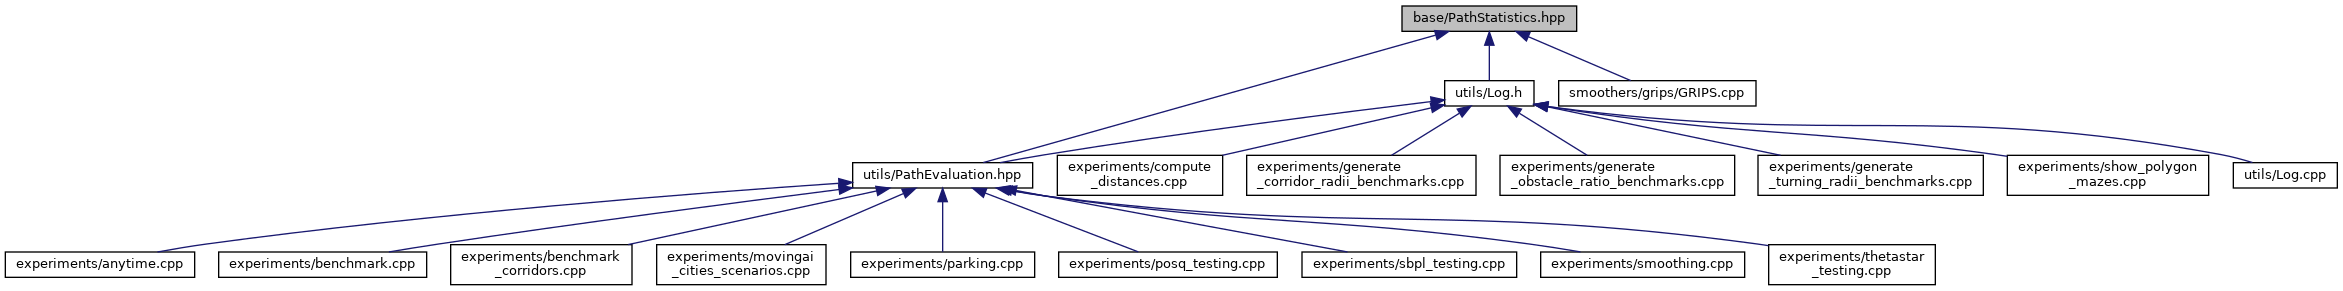 base/PathStatistics.hpp
utils/Log.h
smoothers/grips/GRIPS.cpp
utils/PathEvaluation.hpp
experiments/compute
_distances.cpp
experiments/generate
_corridor_radii_benchmarks.cpp
experiments/generate
_obstacle_ratio_benchmarks.cpp
experiments/generate
_turning_radii_benchmarks.cpp
experiments/show_polygon
_mazes.cpp
utils/Log.cpp
experiments/anytime.cpp
experiments/benchmark.cpp
experiments/benchmark
_corridors.cpp
experiments/movingai
_cities_scenarios.cpp
experiments/parking.cpp
experiments/posq_testing.cpp
experiments/sbpl_testing.cpp
experiments/smoothing.cpp
experiments/thetastar
_testing.cpp